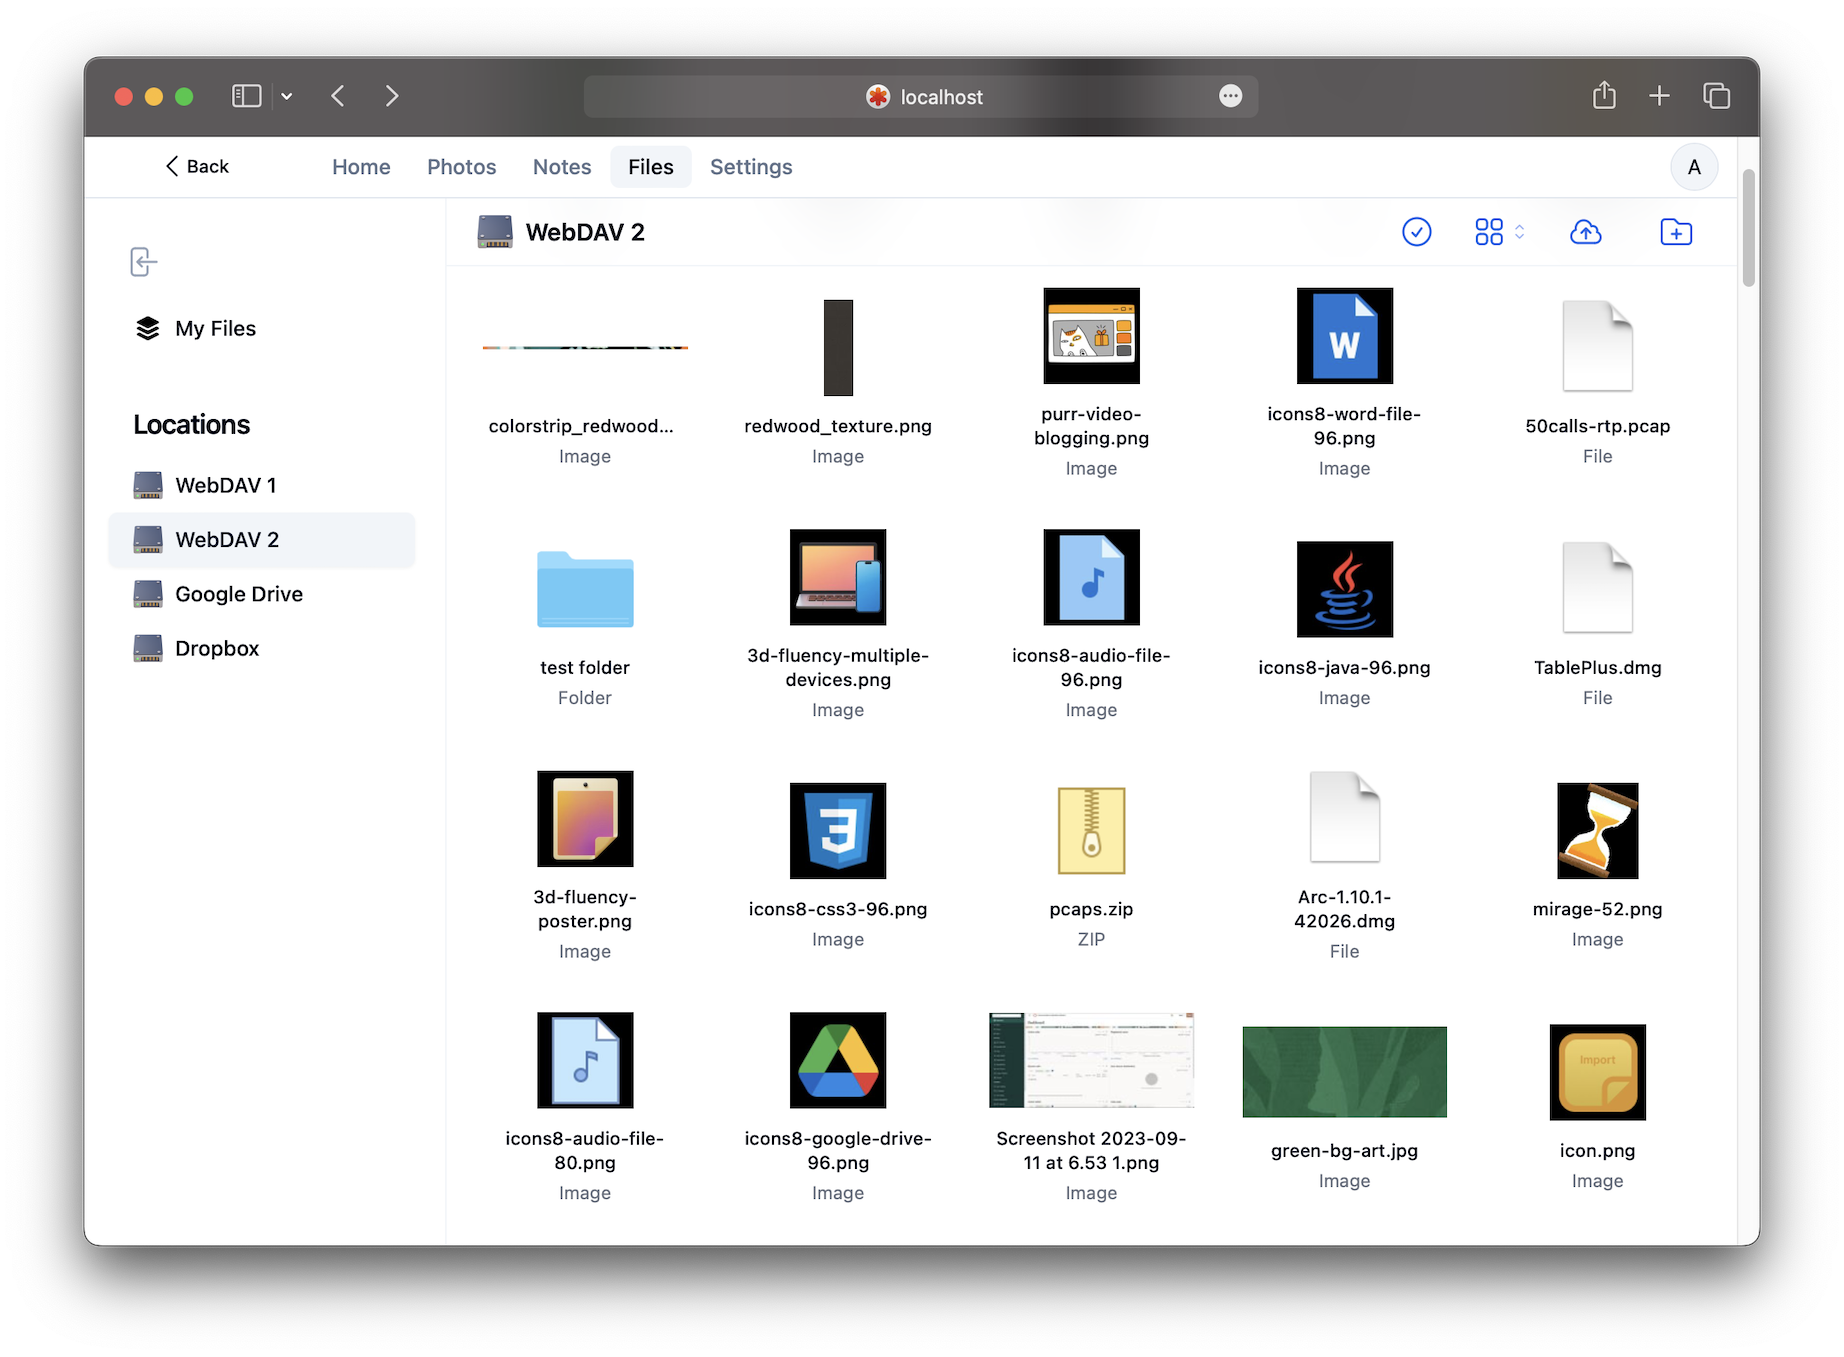 localhost
Back
Home
Photos
Notes
Files
Settings
A
My Files
Locations
WebDAV 1
WebDAV 2
Google Drive
Dropbox
WebDAV 2
colorstrip_redwood...
Image
redwood_texture.png
Image
purr-video-
blogging.png
Image
W
icons8-word-file-
96.png
Image
50calls-rtp.pcap
File
test folder
Folder
3d-fluency-multiple-
devices.png
Image
icons8-audio-file-
96.png
Image
icons8-java-96.png
Image
TablePlus.dmg
File
3d-fluency-
poster.png
Image
3
icons8-css3-96.png
Image
pcaps.zip
ZIP
Arc-1.10.1-
42026.dmg
File
mirage-52.png
Image
icons8-audio-file-
80.png
Image
icons8-google-drive-
96.png
Image
Screenshot 2023-09-
11 at 6.53 1.png
Image
green-bg-art.jpg
Image
Import
icon.png
Image